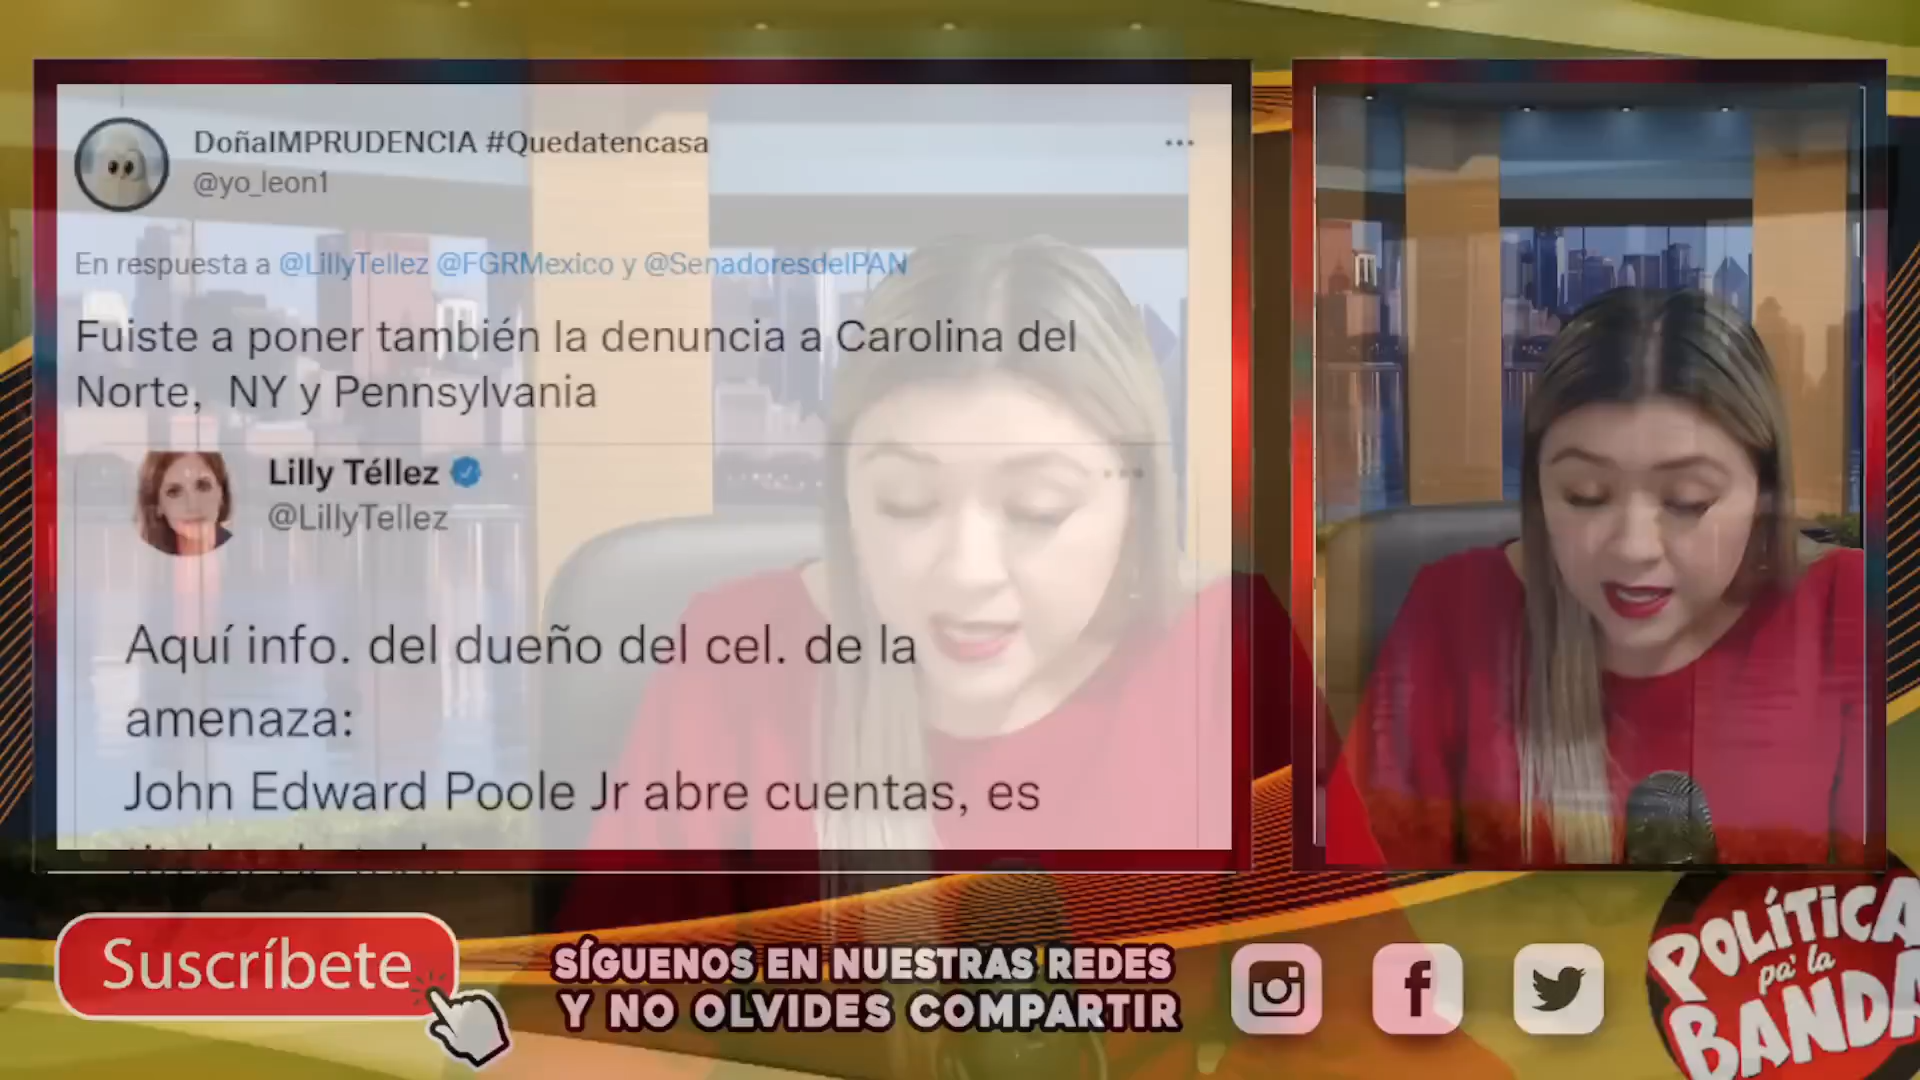 DoñaIMPRUDENCIA #Quedatencasa
@yo_leon1
En respuesta a @LillyTellez @FGRMexico y @SenadoresdelPAN
Fuiste a poner también la denuncia a Carolina del
Norte, NY y Pennsylvania
Lilly Téllez
@LillyTellez
Aquí info. del dueño del cel. de la
amenaza:
John Edward Poole Jr abre cuentas, es
Suscríbete
SÍGUENOS EN NUESTRAS REDES
Y NO OLVIDES COMPARTIR
POLÍTICA
pa' la
BANDA